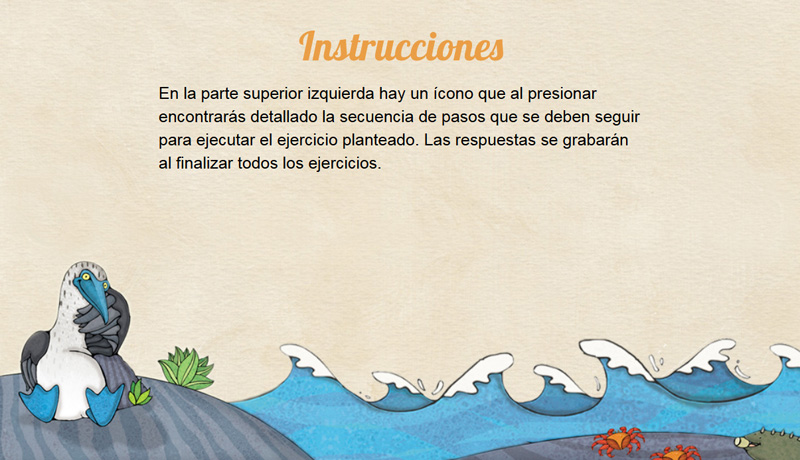 Instrucciones
En la parte superior izquierda hay un ícono que al presionar
encontrarás detallado la secuencia de pasos que se deben seguir
para ejecutar el ejercicio planteado. Las respuestas se grabarán
al finalizar todos los ejercicios.